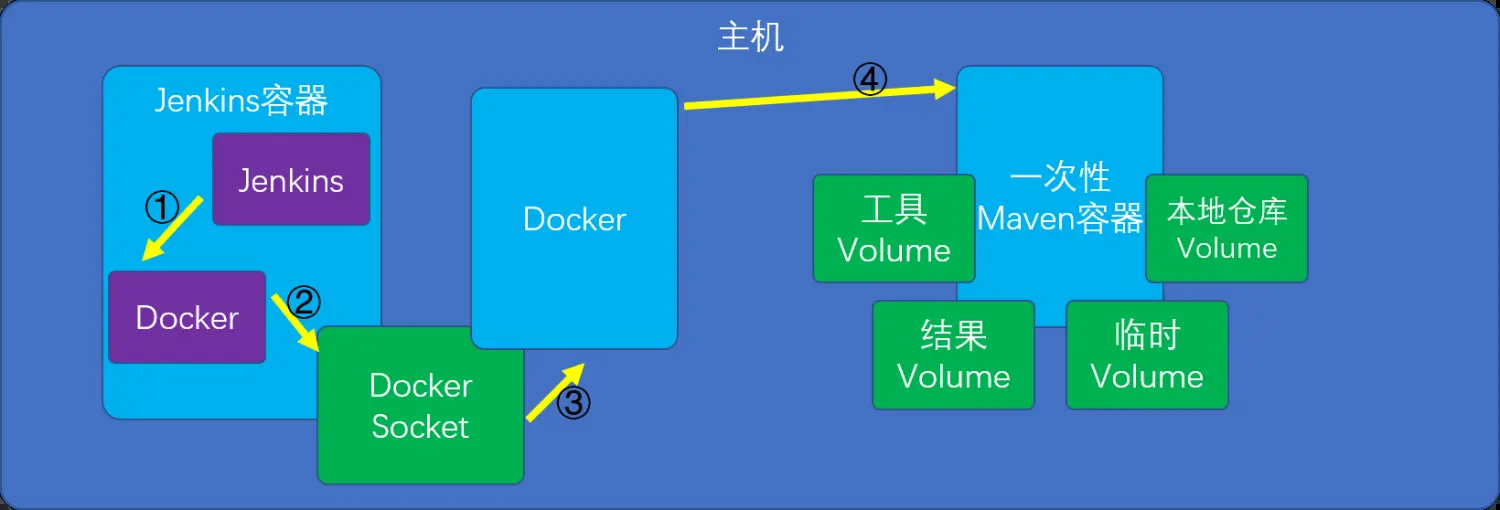 主机
Jenkins容器
Jenkins
①
Docker
②
Docker
Socket
③
Docker
④
一次性
Maven容器
工具
Volume
本地仓库
Volume
结果
Volume
临时
Volume